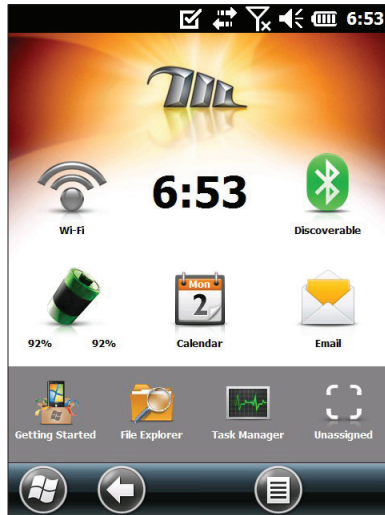 6:53
6:53
Wi-Fi
Discoverable
Mon
2
92% 92%
Calendar
Email
Getting Started
File Explorer
Task Manager
Unassigned